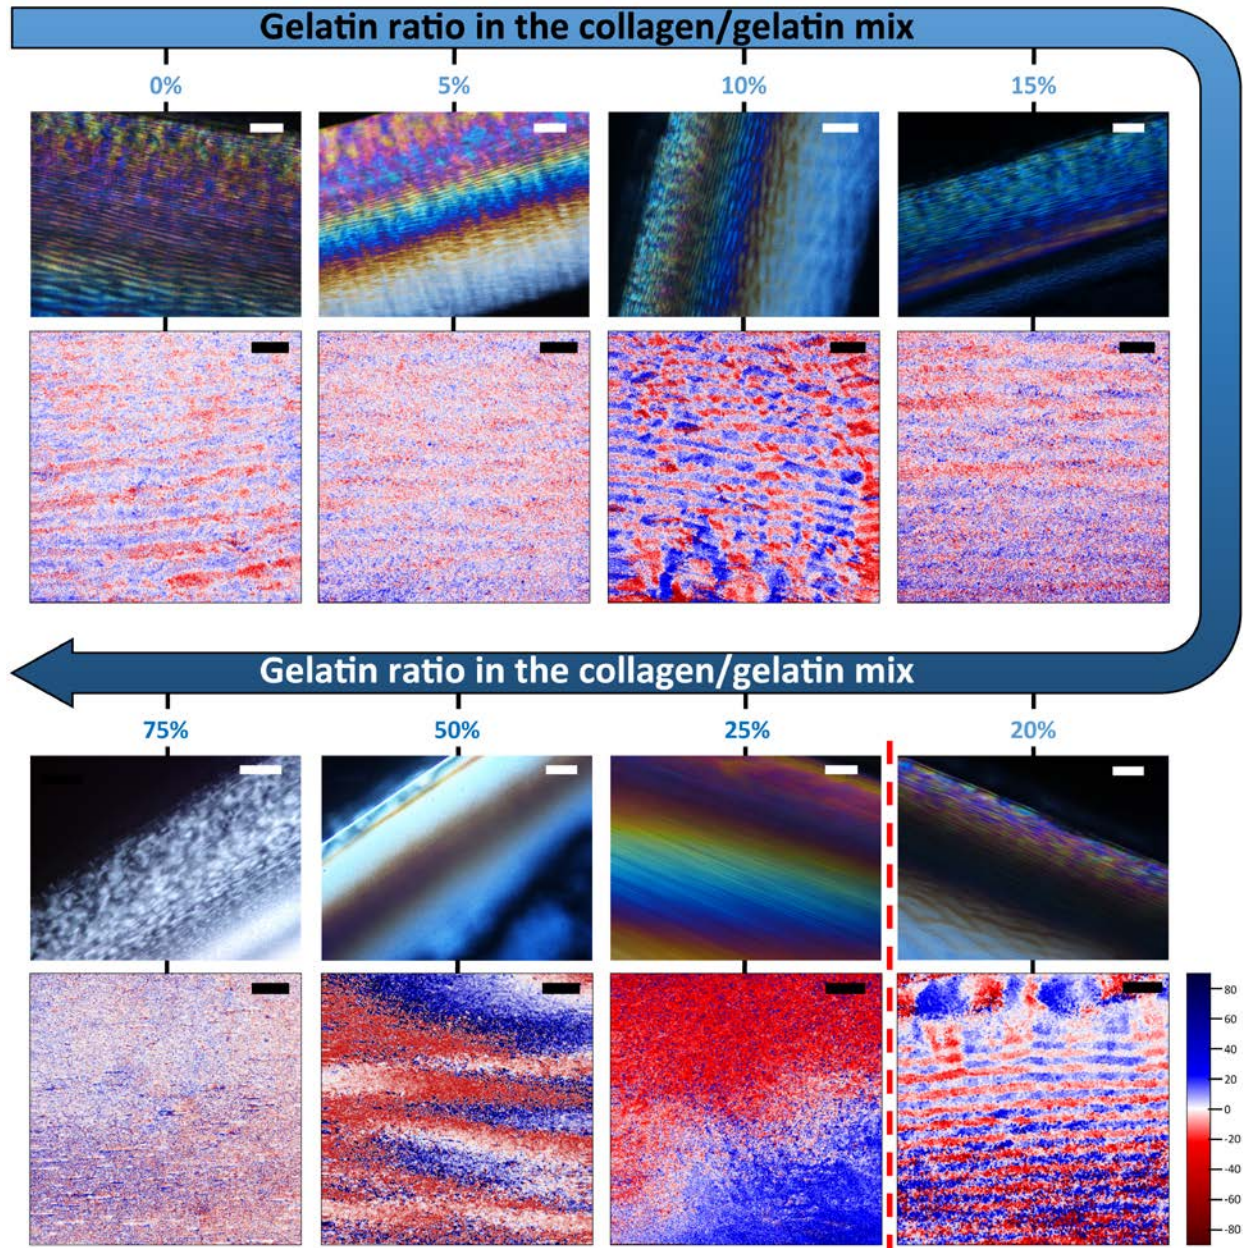 Gelatin ratio in the collagen/gelatin mix
0% 5% 10% 15%
Gelatin ratio in the collagen/gelatin mix
75% 50% 25% 20%
80
60
40
20
0
-20
-40
-60
-80